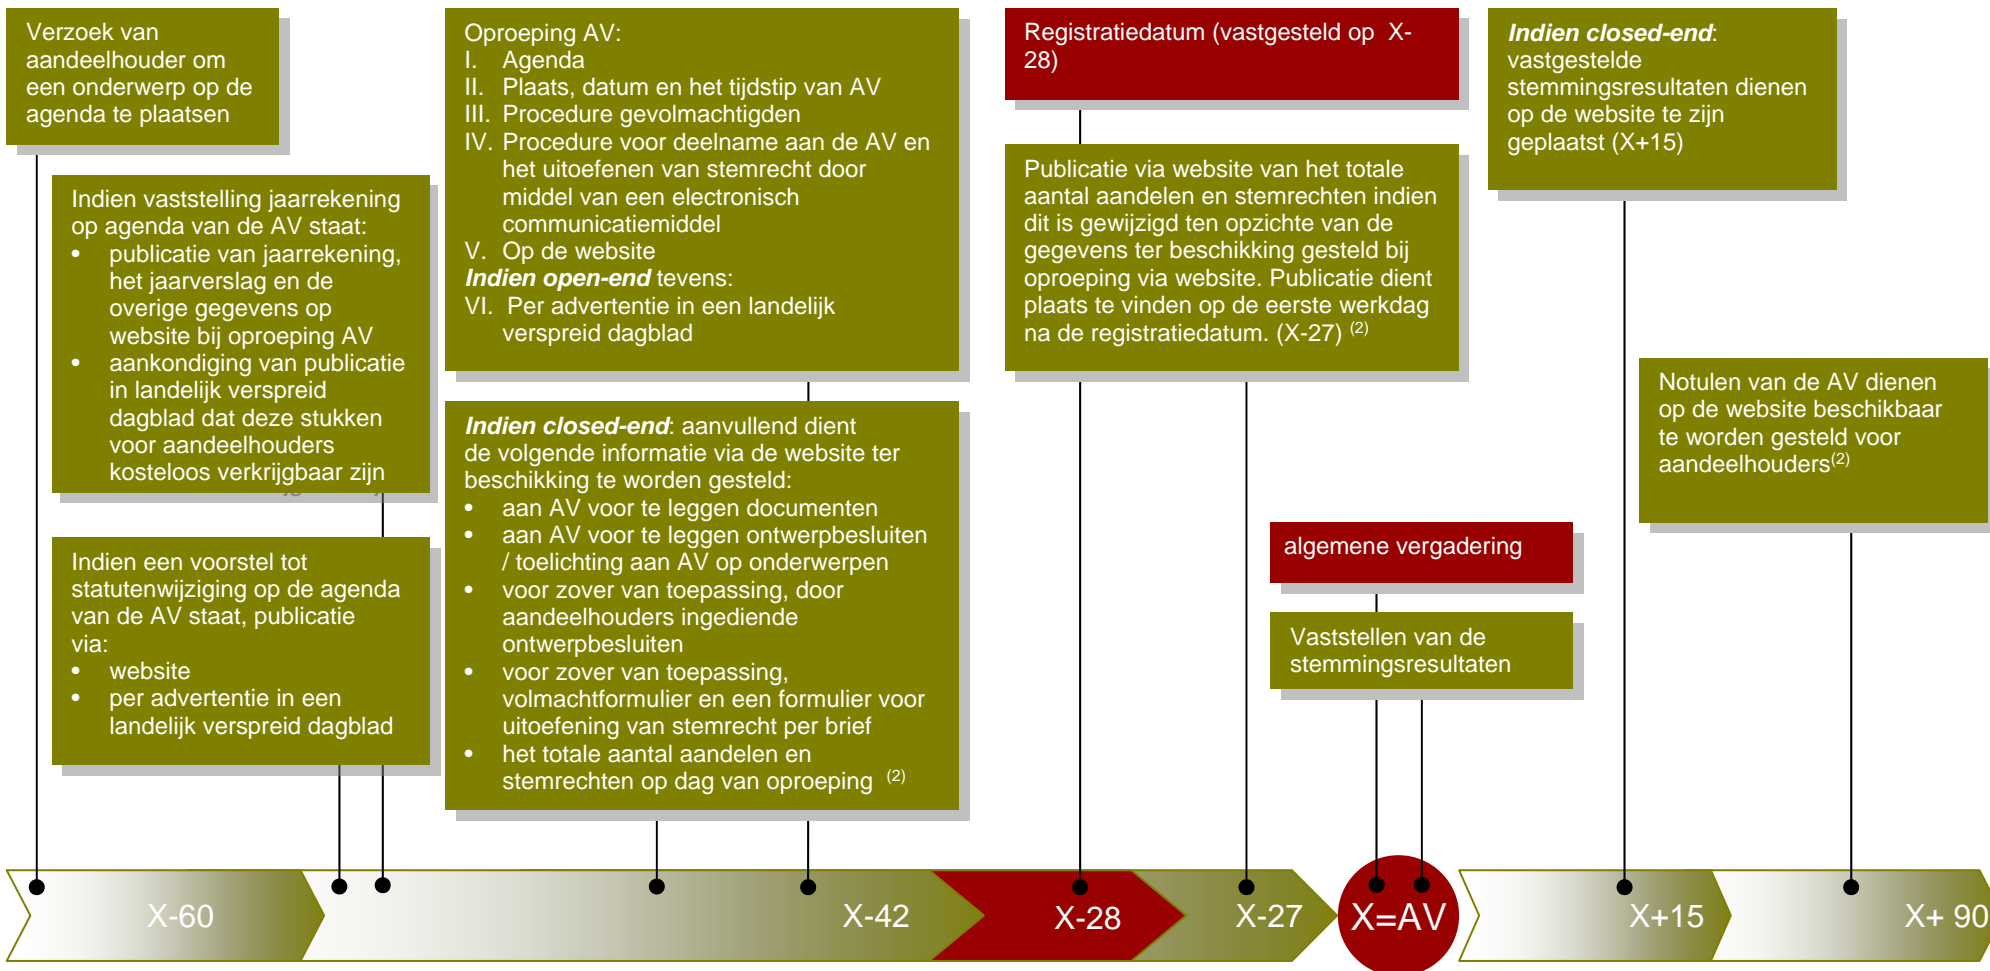 Verzoek van
aandeelhouder om
een onderwerp op de
agenda te plaatsen
Indien vaststelling jaarrekening
op agenda van de AV staat:
• publicatie van jaarrekening,
het jaarverslag en de
overige gegevens op
website bij oproeping AV
• aankondiging van publicatie
in landelijk verspreid
dagblad dat deze stukken
voor aandeelhouders
kosteloos verkrijgbaar zijn
Indien een voorstel tot
statutenwijziging op de agenda
van de AV staat, publicatie
via:
• website
• per advertentie in een
landelijk verspreid dagblad
Oproeping AV:
I. Agenda
II. Plaats, datum en het tijdstip van AV
III. Procedure gevolmachtigden
IV. Procedure voor deelname aan de AV en
het uitoefenen van stemrecht door
middel van een electronisch
communicatiemiddel
V. Op de website
Indien open-end tevens:
VI. Per advertentie in een landelijk
verspreid dagblad
Indien closed-end: aanvullend dient
de volgende informatie via de website ter
beschikking te worden gesteld:
• aan AV voor te leggen documenten
• aan AV voor te leggen ontwerpbesluiten
/ toelichting aan AV op onderwerpen
• voor zover van toepassing, door
aandeelhouders ingediende
ontwerpbesluiten
• voor zover van toepassing,
volmachtformulier en een formulier voor
uitoefening van stemrecht per brief
• het totale aantal aandelen en
stemrechten op dag van oproeping (2)
Registratiedatum (vastgesteld op X-
28)
Publicatie via website van het totale
aantal aandelen en stemrechten indien
dit is gewijzigd ten opzichte van de
gegevens ter beschikking gesteld bij
oproeping via website. Publicatie dient
plaats te vinden op de eerste werkdag
na de registratiedatum. (X-27) (2)
algemene vergadering
Vaststellen van de
stemmingsresultaten
Indien closed-end:
vastgestelde
stemmingsresultaten dienen
op de website te zijn
geplaatst (X+15)
Notulen van de AV dienen
op de website beschikbaar
te worden gesteld voor
aandeelhouders(2)
X-60
X-42
X-28
X-27
X=AV
X+15
X+ 90